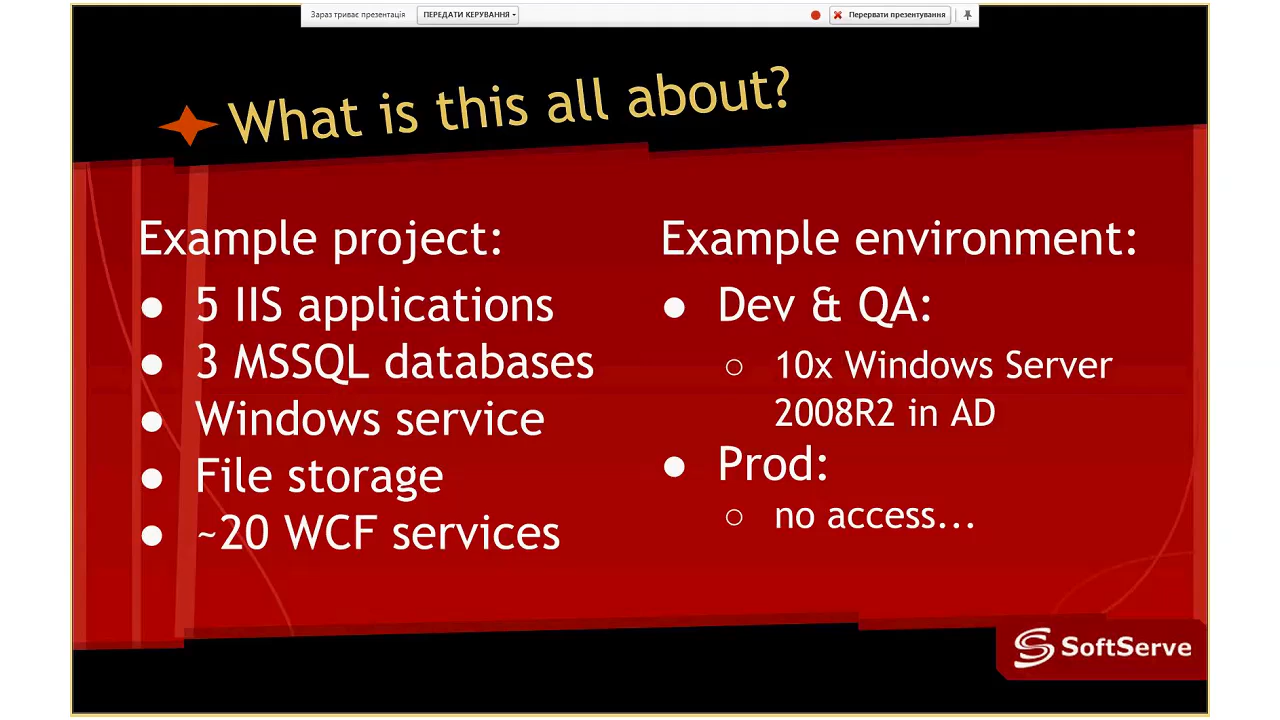 Зараз триває презентація ПЕРЕДАТИ КЕРУВАННЯ Перервати презентування
What is this all about?
Example project:
● 5 IIS applications
● 3 MSSQL databases
● Windows service
● File storage
● ~20 WCF services
Example environment:
● Dev & QA:
○ 10x Windows Server
2008R2 in AD
● Prod:
○ no access...
SoftServe